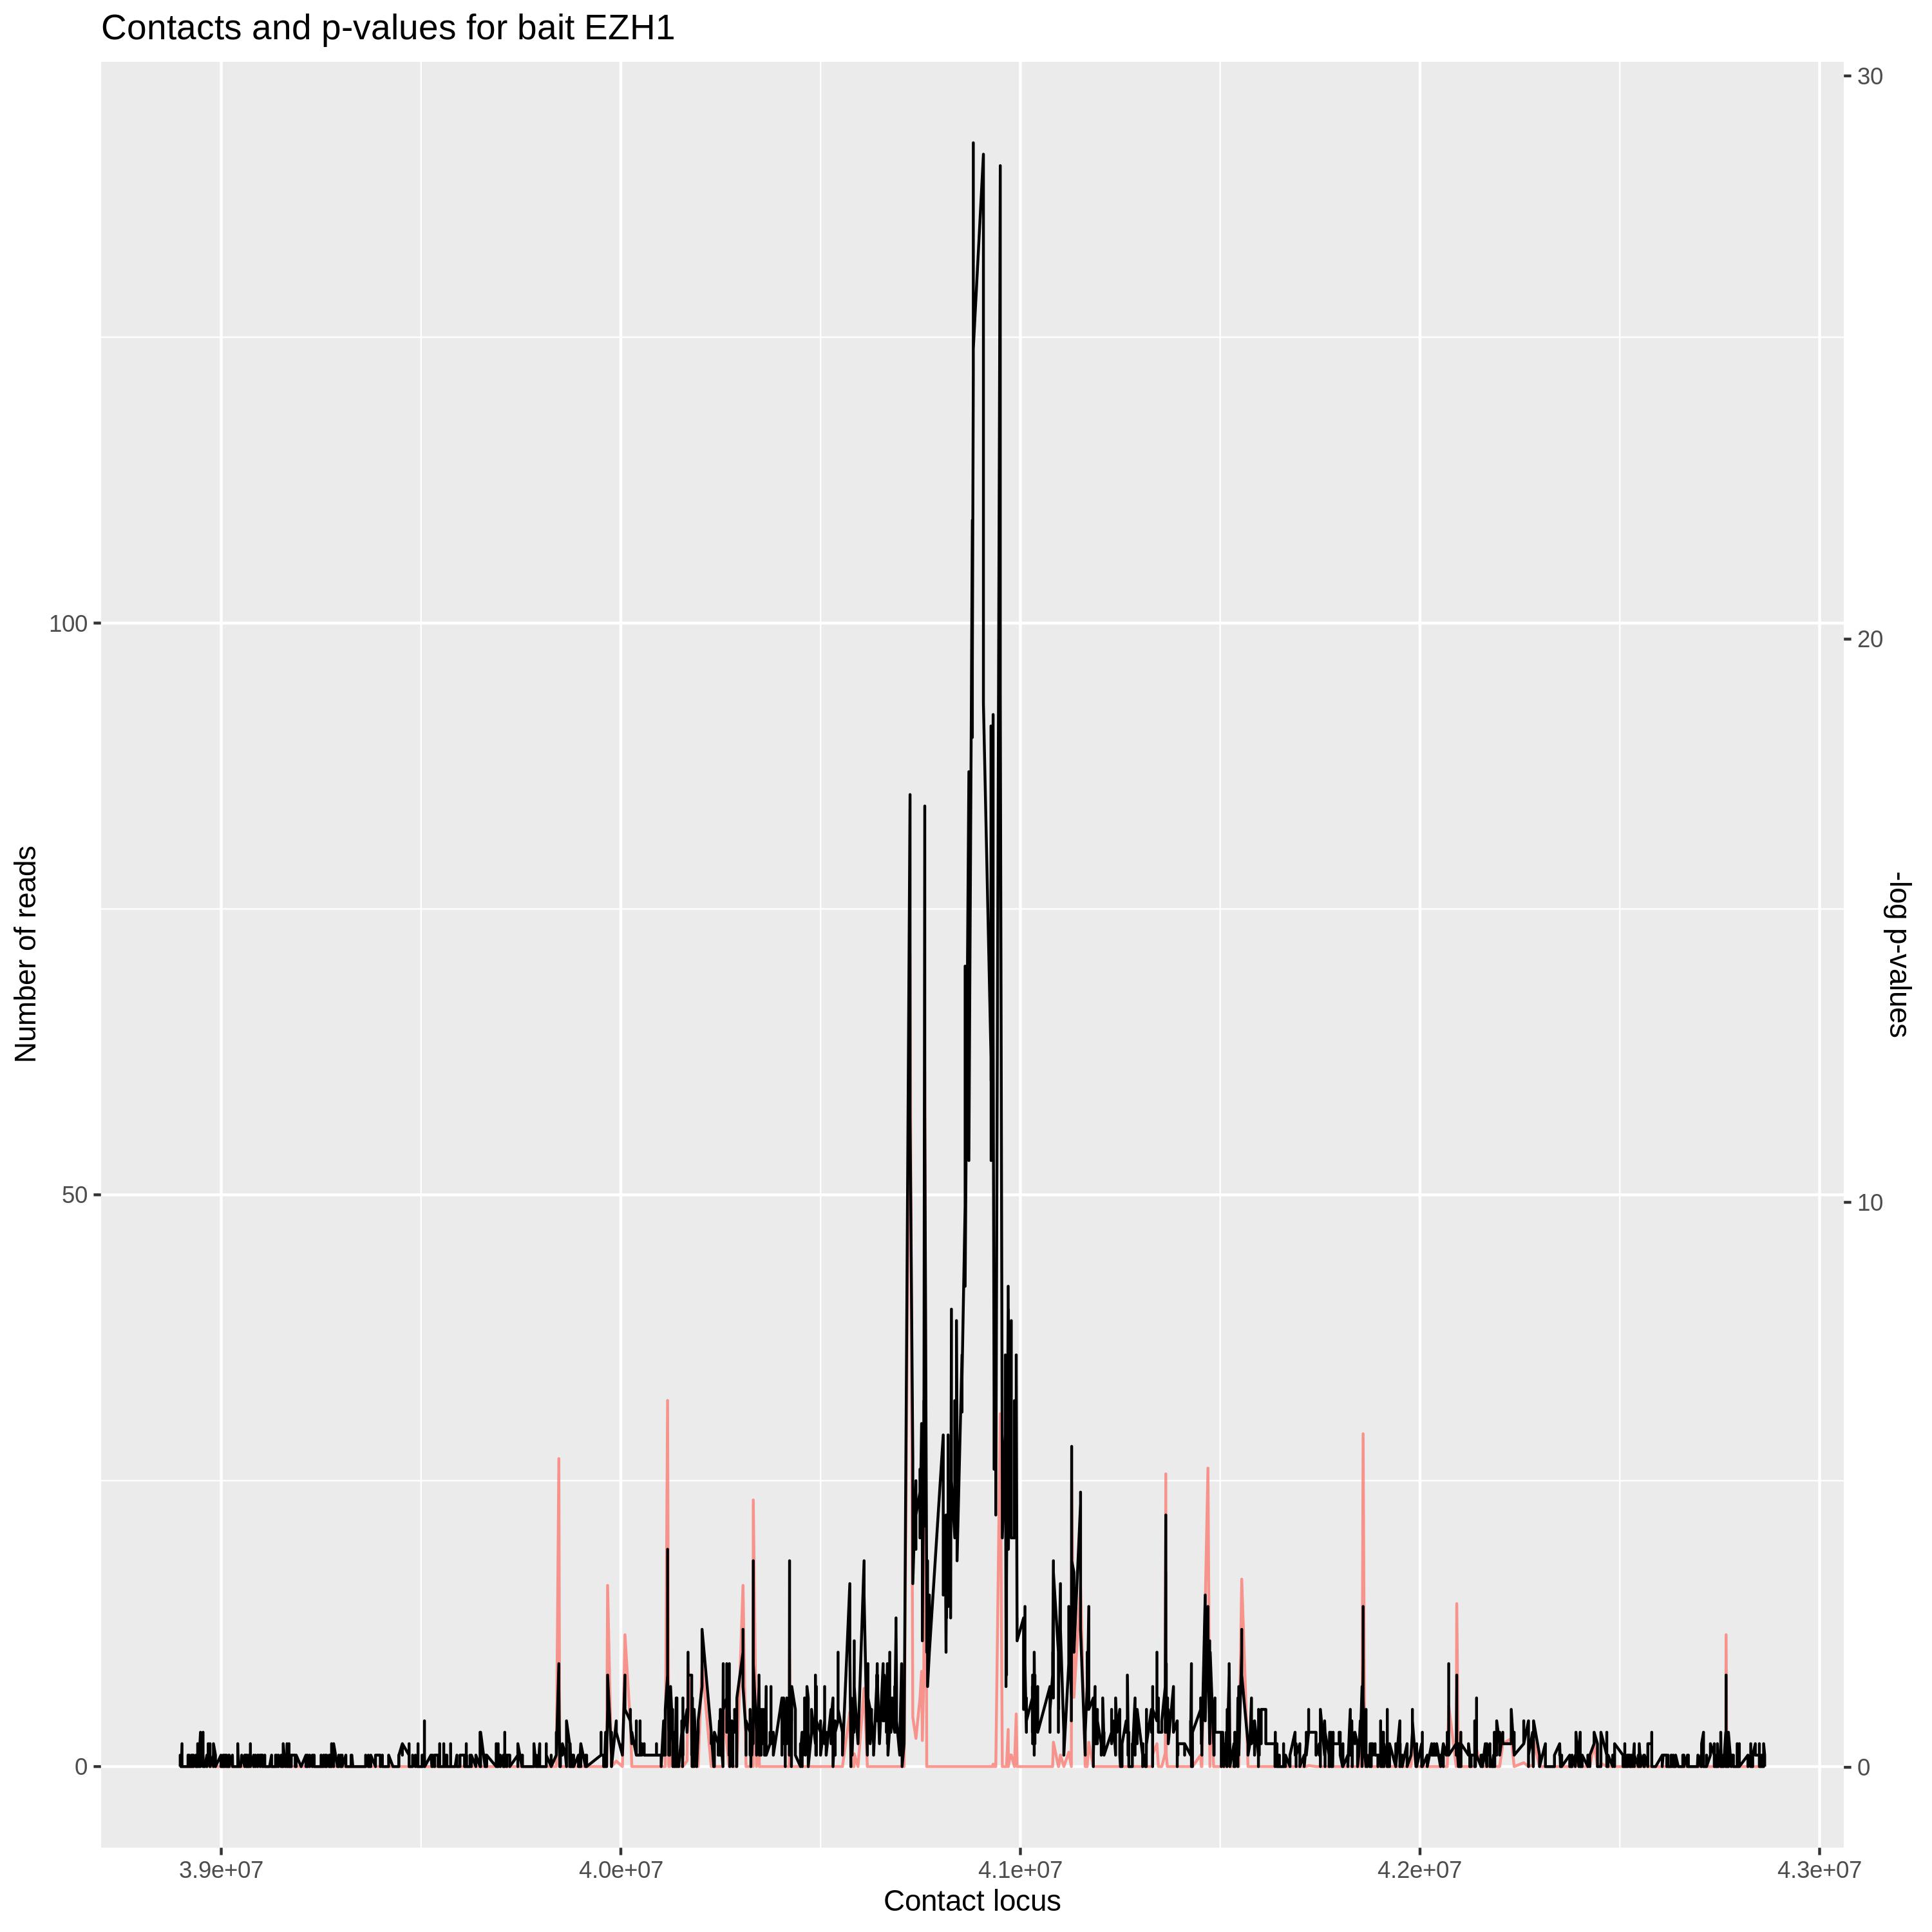 Contacts and p-values for bait EZH1
30
100
20
Number of reads
-log p-values
50
10
0
0
3.9e+07
4.0e+07
4.1e+07
4.2e+07
4.3e+07
Contact locus